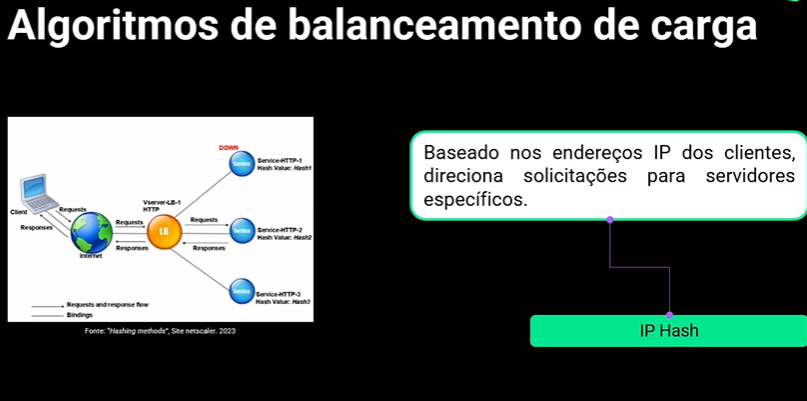 Algoritmos de balanceamento de carga
DOWN
Service-HTTP-1
Hash Value: Hash1
Service
Vserver-LB-1
HTTP
Client
Requests
Requests
Requests
Responses
LB
Service
Service-HTTP-2
Hash Value: Hash2
Responses
Responses
Internet
Service
Service-HTTP-3
Hash Value: Hash3
Requests and response flow
Bindings
Fonte: "Hashing methods", Site netscaler. 2023
Baseado nos endereços IP dos clientes,
direciona solicitações para servidores
específicos.
IP Hash